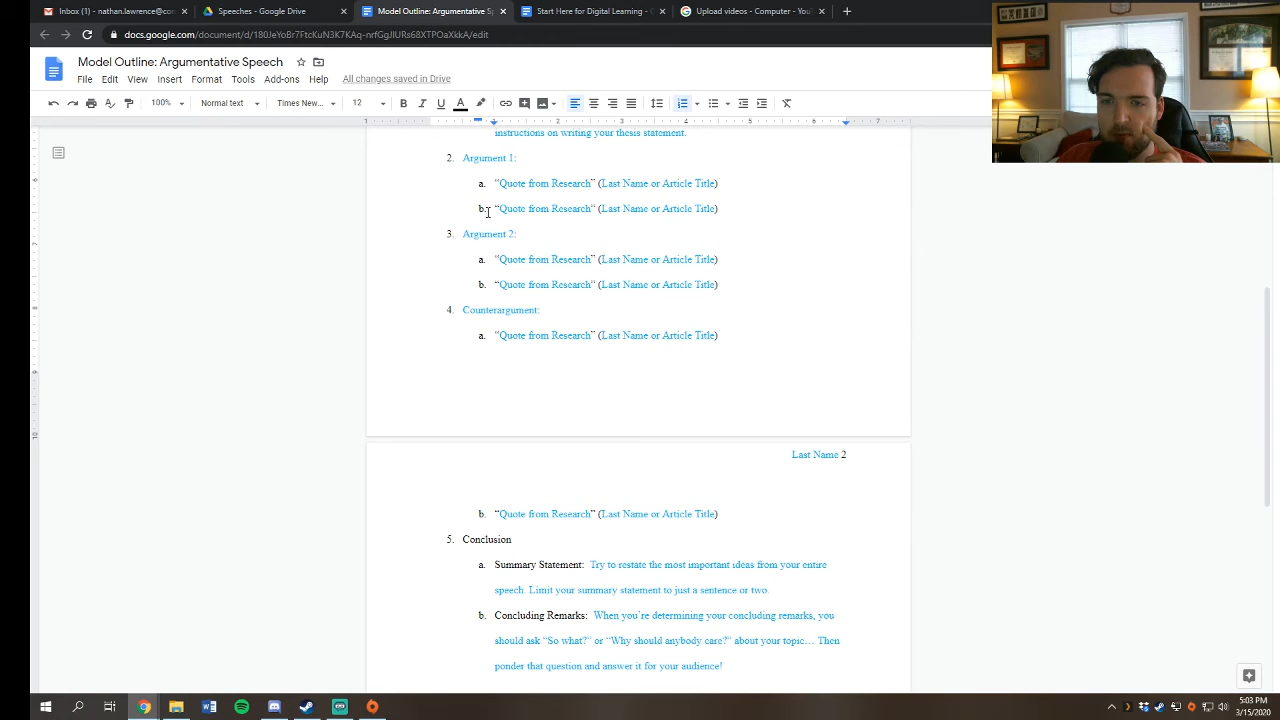 Inbox (341) - nathan.lawrence@cor
Speeches - Google Drive
Model Outline: Argumentative S
Start Here for Digital Learning - G
Upload videos - Computer - You
docs.google.com/document/
Model Outline: Argumentative Speech
File Edit View Insert Format Tools Add-ons Help All changes saved in Drive
100% Normal text Times New... 12
1 1 2 3 4 5 6 7
instructions on writing your thesis statement.
2. Argument 1:
a. “Quote from Research” (Last Name or Article Title)
b. “Quote from Research“ (Last Name or Article Title)
3. Argument 2:
a. “Quote from Research” (Last Name or Article Title)
b. “Quote from Research“ (Last Name or Article Title)
4. Counterargument:
a. “Quote from Research” (Last Name or Article Title)
Last Name 2
b. “Quote from Research” (Last Name or Article Title)
5. Conclusion
a. Summary Statement: Try to restate the most important ideas from your entire
speech. Limit your summary statement to just a sentence or two.
b. Concluding Remarks: When you’re determining your concluding remarks, you
should ask “So what?“ or “Why should anybody care?“ about your topic… Then
ponder that question and answer it for your audience!
5:03 PM
3/15/2020